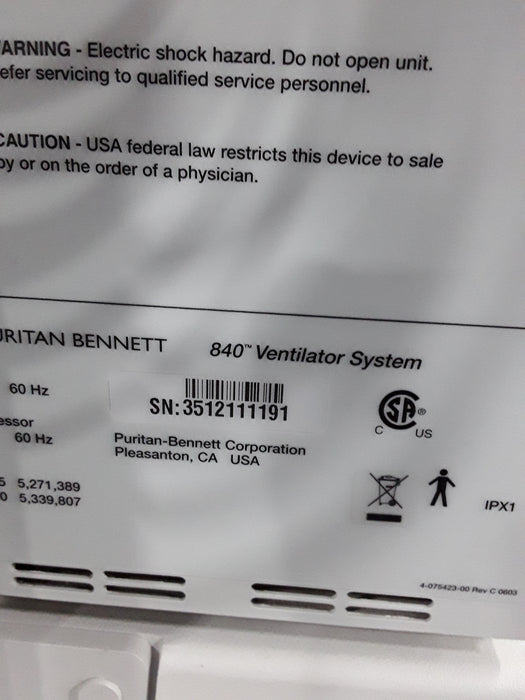 ARNING - Electric shock hazard. Do not open unit.
efer servicing to qualified service personnel.
CAUTION - USA federal law restricts this device to sale
by or on the order of a physician.
URITAN BENNETT
840™ Ventilator System
60 Hz
SN:3512111191
SA®
C US
essor
60 Hz
Puritan-Bennett Corporation
Pleasanton, CA USA
5 5,271,389
0 5,339,807
IPX1
4-075423-00 Rev C 0603